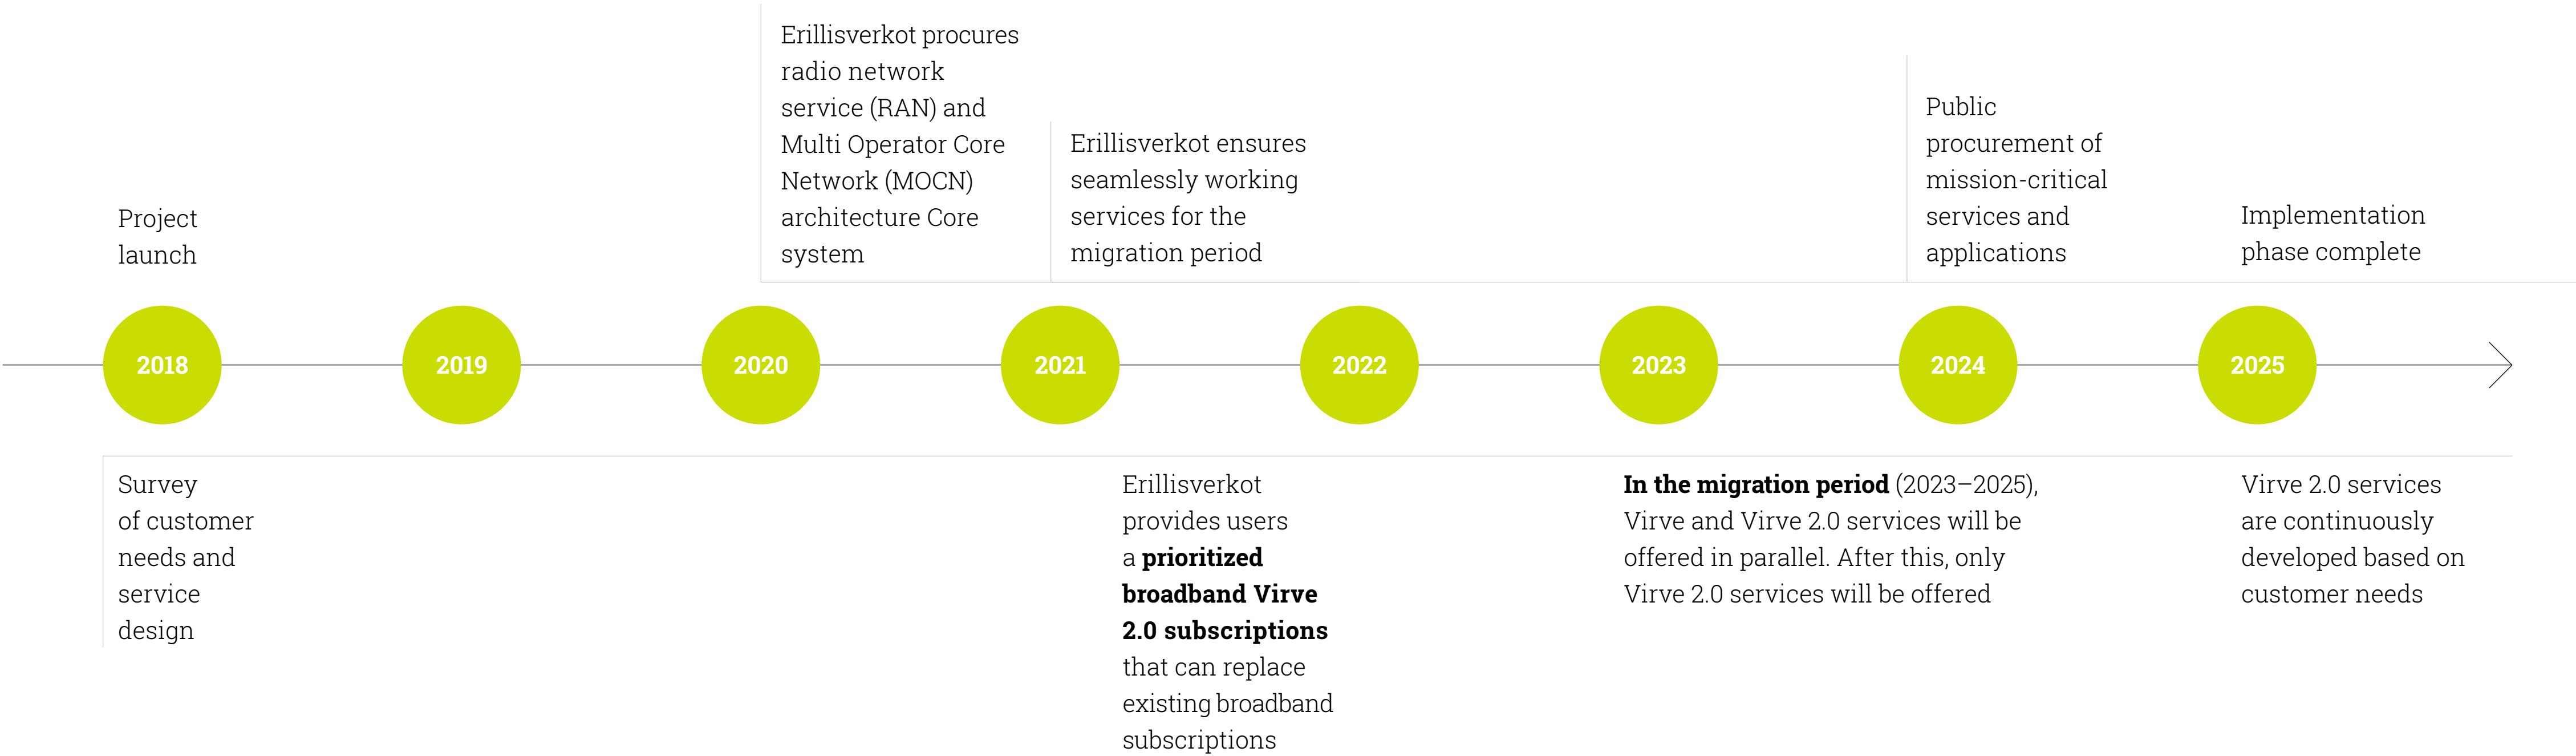 Project
launch
Erillisverkot procures
radio network
service (RAN) and
Multi Operator Core
Network (MOCN)
architecture Core
system
Erillisverkot ensures
seamlessly working
services for the
migration period
Public
procurement of
mission-critical
services and
applications
Implementation
phase complete
2018
2019
2020
2021
2022
2023
2024
2025
Survey
of customer
needs and
service
design
Erillisverkot
provides users
a prioritized
broadband Virve
2.0 subscriptions
that can replace
existing broadband
subscriptions
In the migration period (2023–2025),
Virve and Virve 2.0 services will be
offered in parallel. After this, only
Virve 2.0 services will be offered
Virve 2.0 services
are continuously
developed based on
customer needs